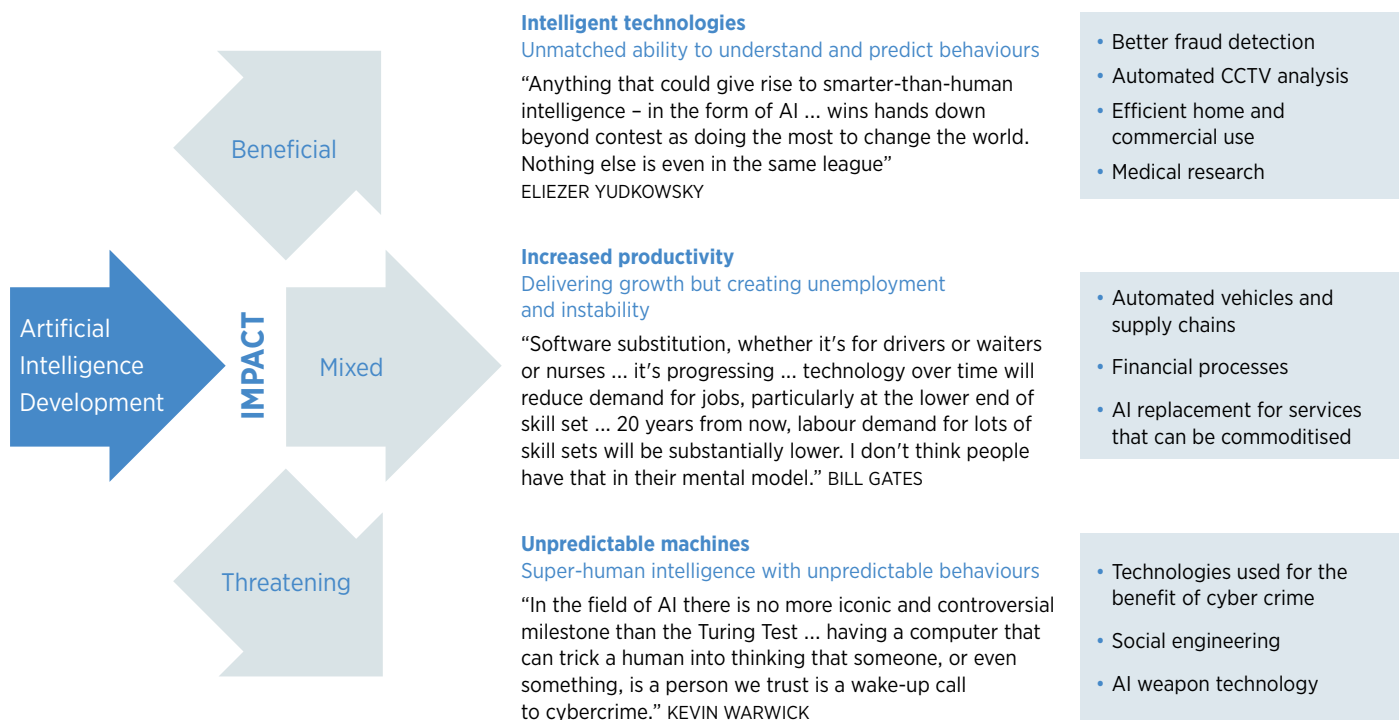 Artificial
Intelligence
Development
IMPACT
Beneficial
Intelligent technologies
Unmatched ability to understand and predict behaviours
“Anything that could give rise to smarter-than-human
intelligence – in the form of AI ... wins hands down
beyond contest as doing the most to change the world.
Nothing else is even in the same league”
ELIEZER YUDKOWSKY
• Better fraud detection
• Automated CCTV analysis
• Efficient home and
commercial use
• Medical research
Mixed
Increased productivity
Delivering growth but creating unemployment
and instability
“Software substitution, whether it's for drivers or waiters
or nurses ... it's progressing ... technology over time will
reduce demand for jobs, particularly at the lower end of
skill set ... 20 years from now, labour demand for lots of
skill sets will be substantially lower. I don't think people
have that in their mental model.” BILL GATES
• Automated vehicles and
supply chains
• Financial processes
• AI replacement for services
that can be commoditised
Threatening
Unpredictable machines
Super-human intelligence with unpredictable behaviours
“In the field of AI there is no more iconic and controversial
milestone than the Turing Test ... having a computer that
can trick a human into thinking that someone, or even
something, is a person we trust is a wake-up call
to cybercrime.” KEVIN WARWICK
• Technologies used for the
benefit of cyber crime
• Social engineering
• AI weapon technology